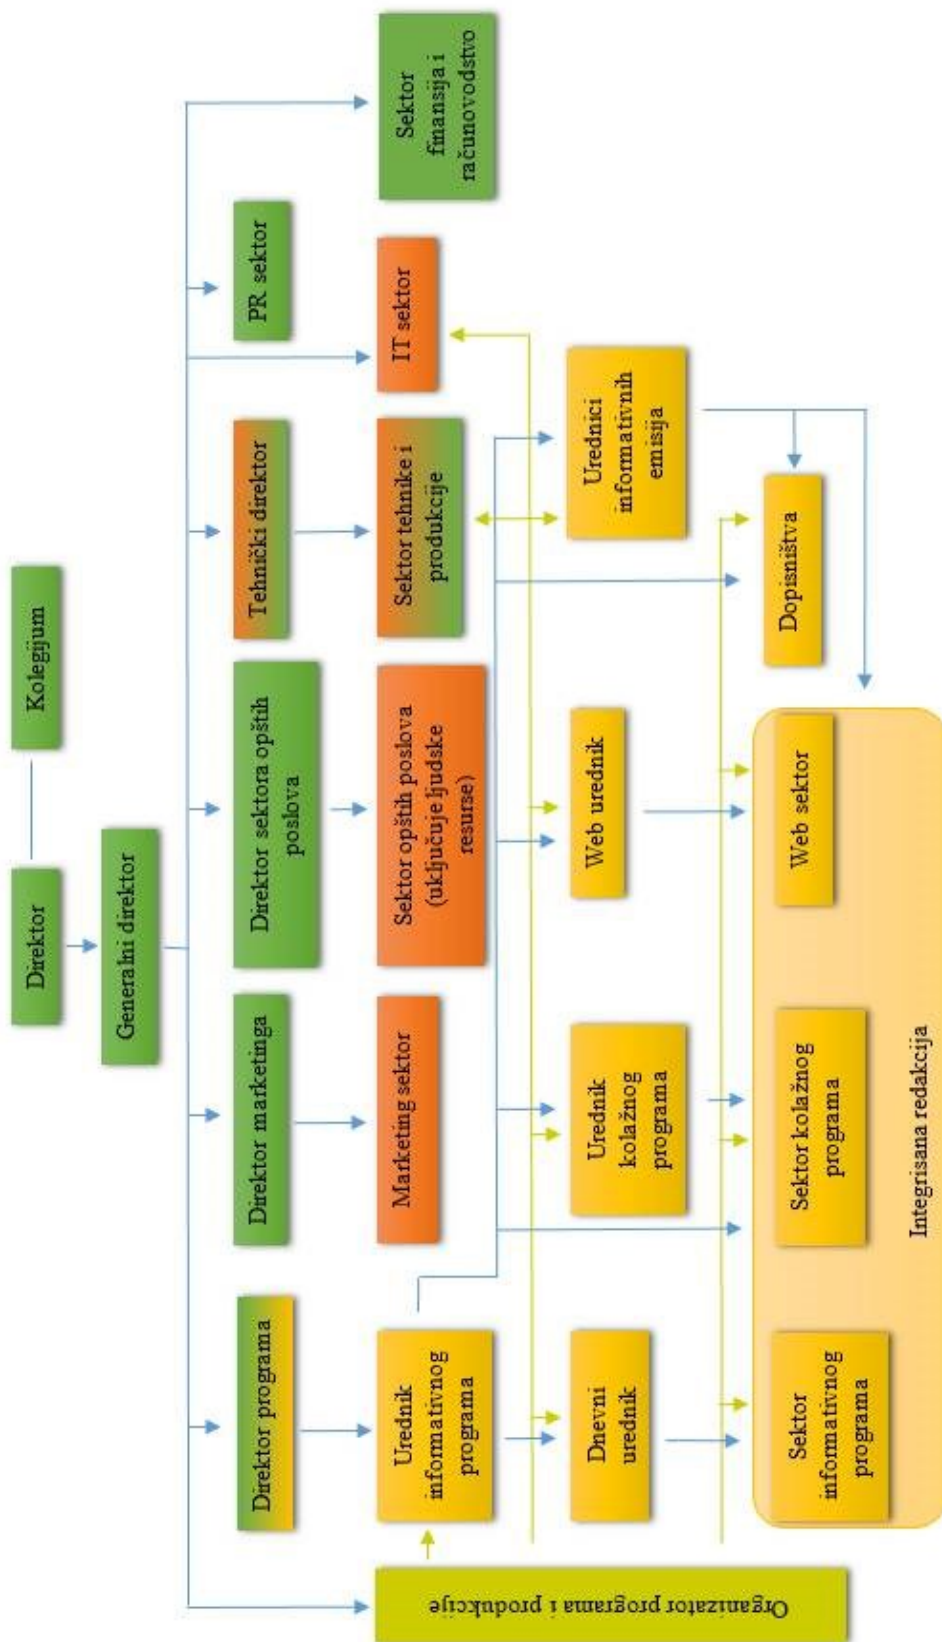 Direktor
Kolegijum
Generalni direktor
Direktor programa
Direktor marketinga
Direktor sektora opštih
poslova
Tehnički direktor
PR sektor
Urednik
informativnog
programa
Marketing sektor
Sektor opštih poslova
(uključuje ljudske
resurse)
Sektor tehnike i
produkcije
IT sektor
Sektor
finansija i
računovodstvo
Organizator programa i produkcije
Dnevni
urednik
Urednik
kolažnog
programa
Web urednik
Urednici
informativnih
emisija
Sektor
informativnog
programa
Sektor kolažnog
programa
Web sektor
Dopisništva
Integrisana redakcija